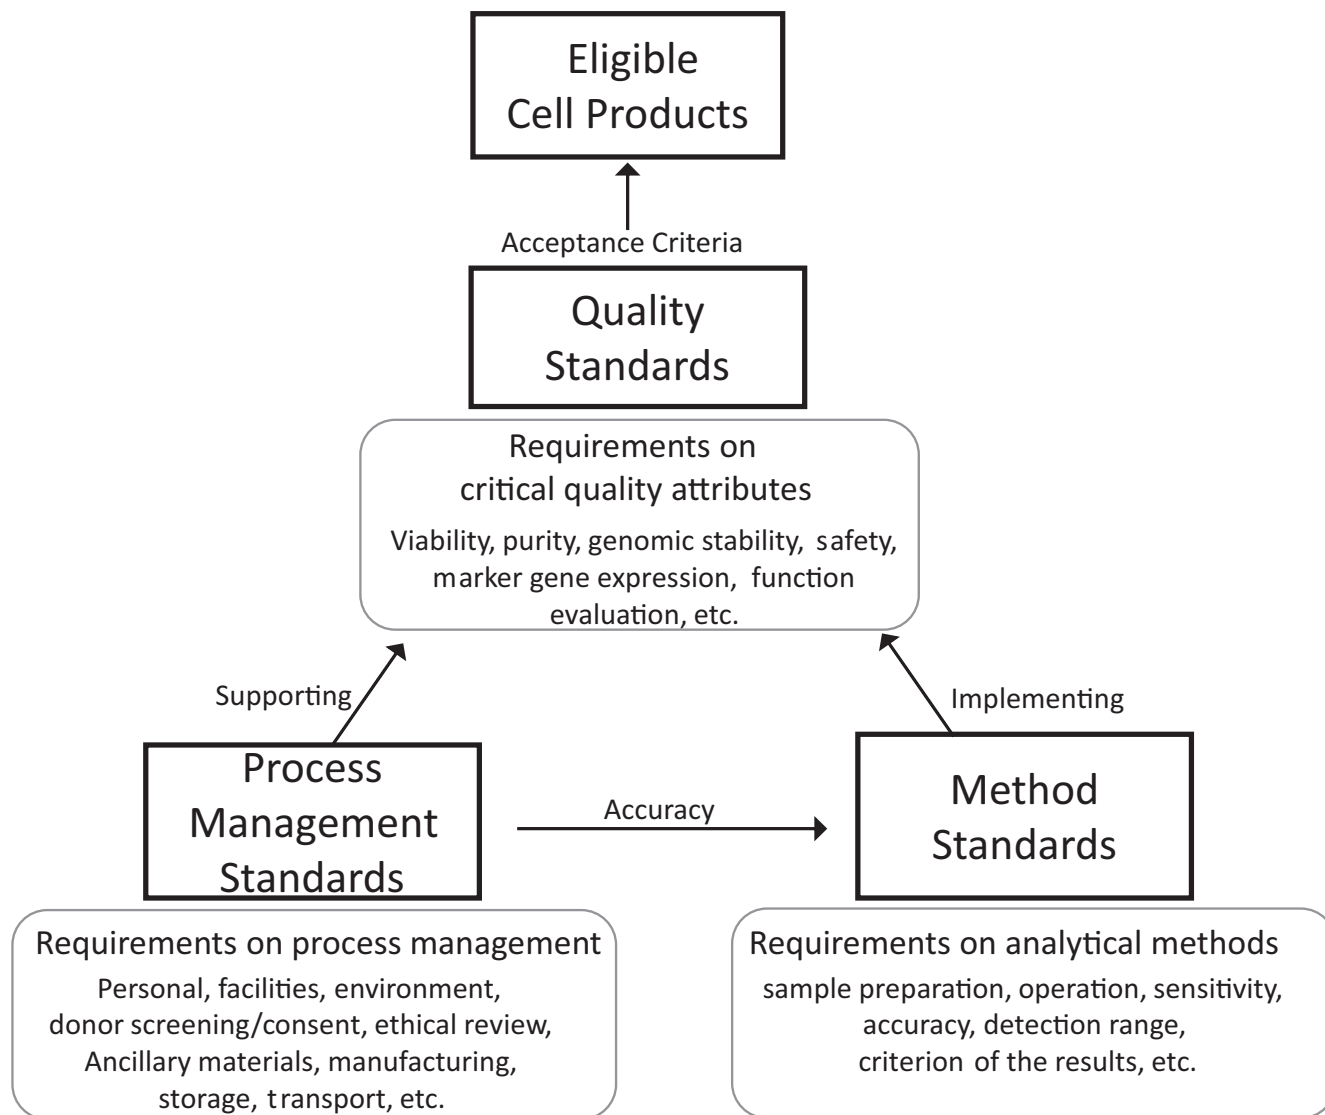 Eligible
Cell Products
Acceptance Criteria
Quality
Standards
Requirements on
critical quality attributes
Viability, purity, genomic stability, safety,
marker gene expression, function
evaluation, etc.
Supporting
Implementing
Process
Management
Standards
Accuracy
Method
Standards
Requirements on process management
Personal, facilities, environment,
donor screening/consent, ethical review,
Ancillary materials, manufacturing,
storage, transport, etc.
Requirements on analytical methods
sample preparation, operation, sensitivity,
accuracy, detection range,
criterion of the results, etc.